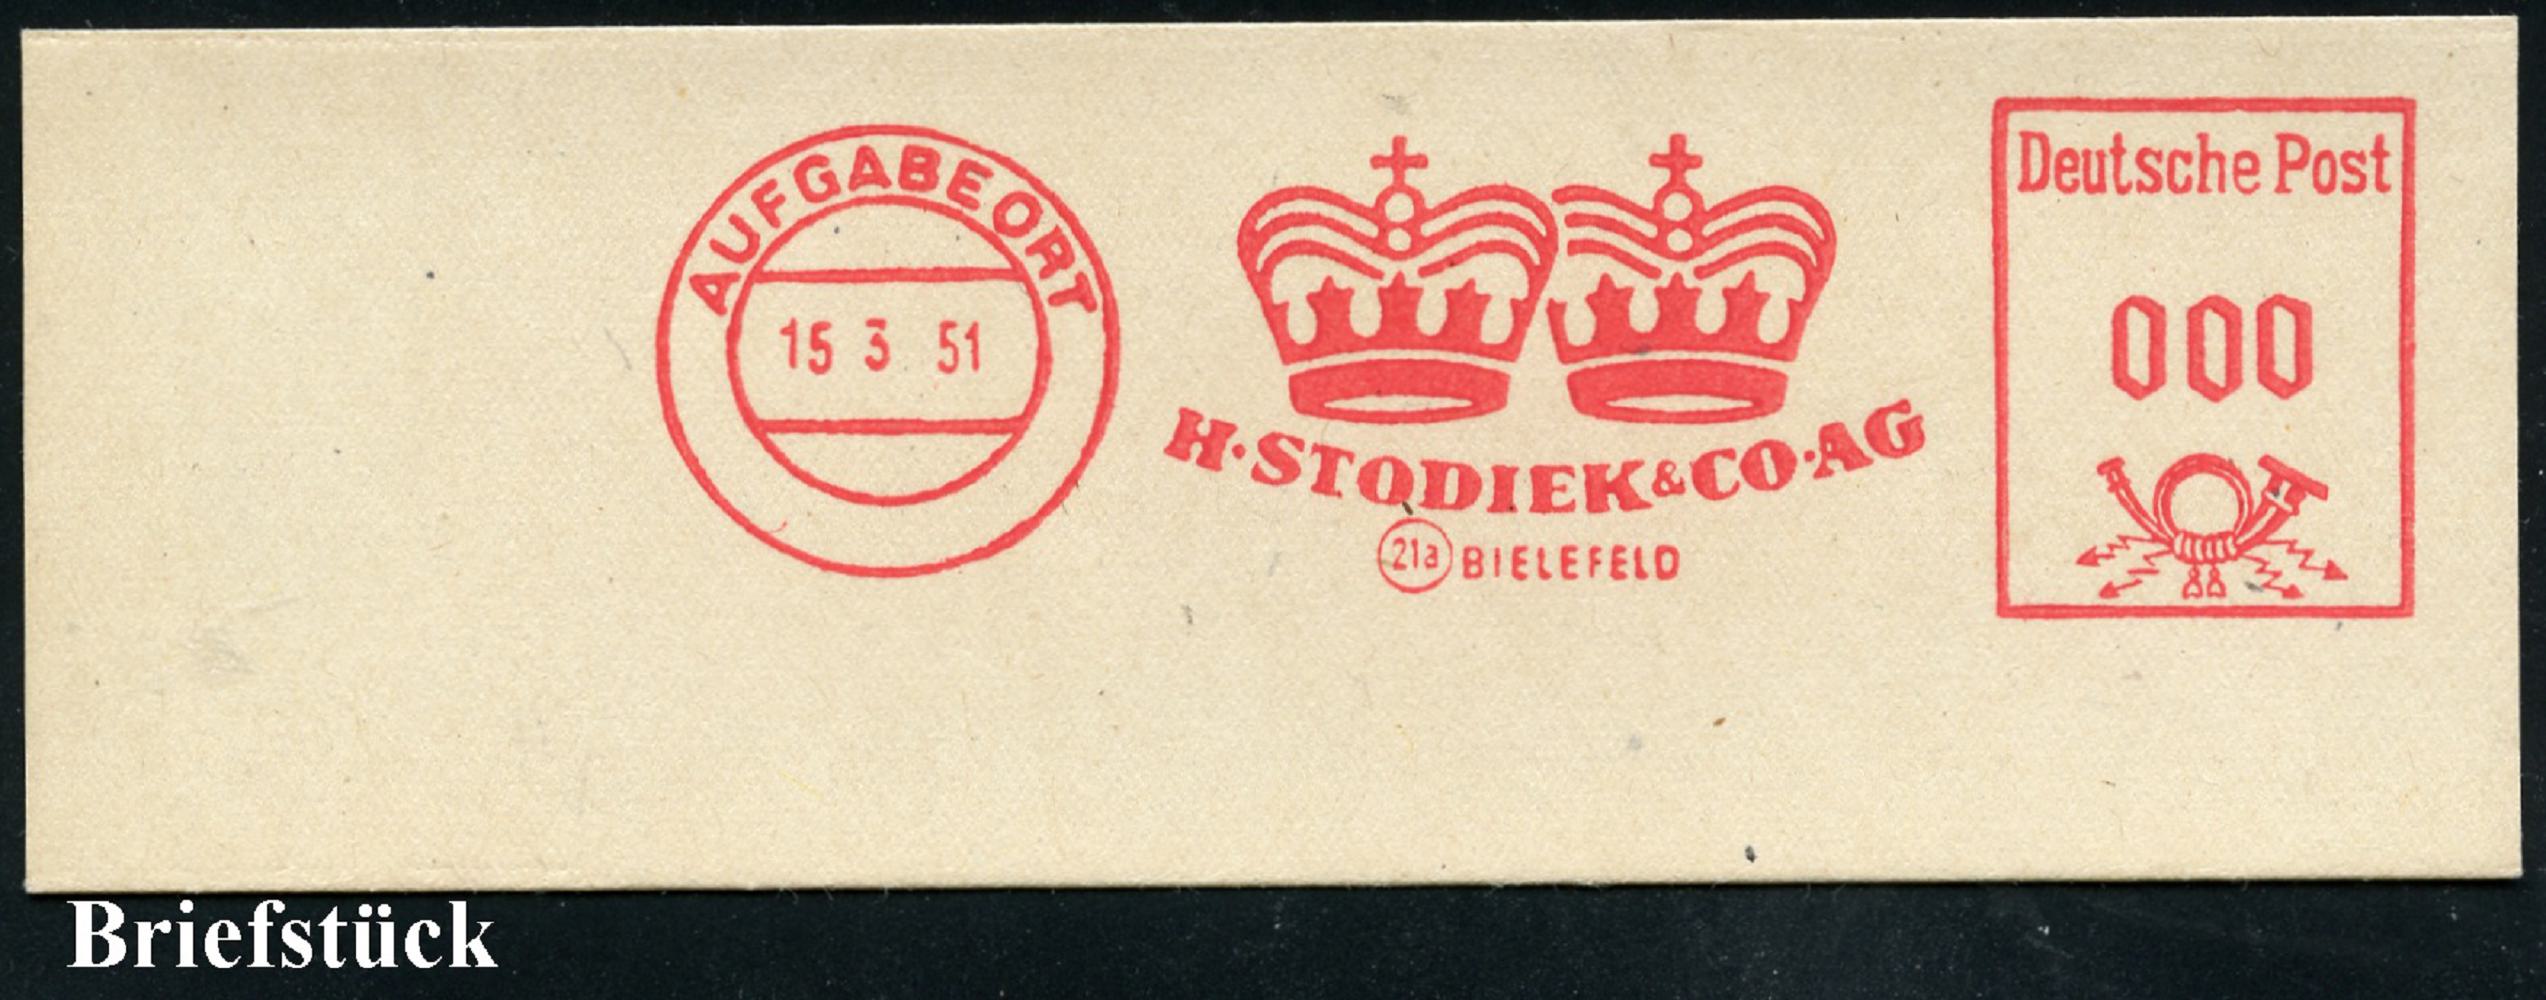 AUFGABEORT
15 3 51
H·STODIEK&CO·AG
21a BIELEFELD
Deutsche Post
000
Briefstück